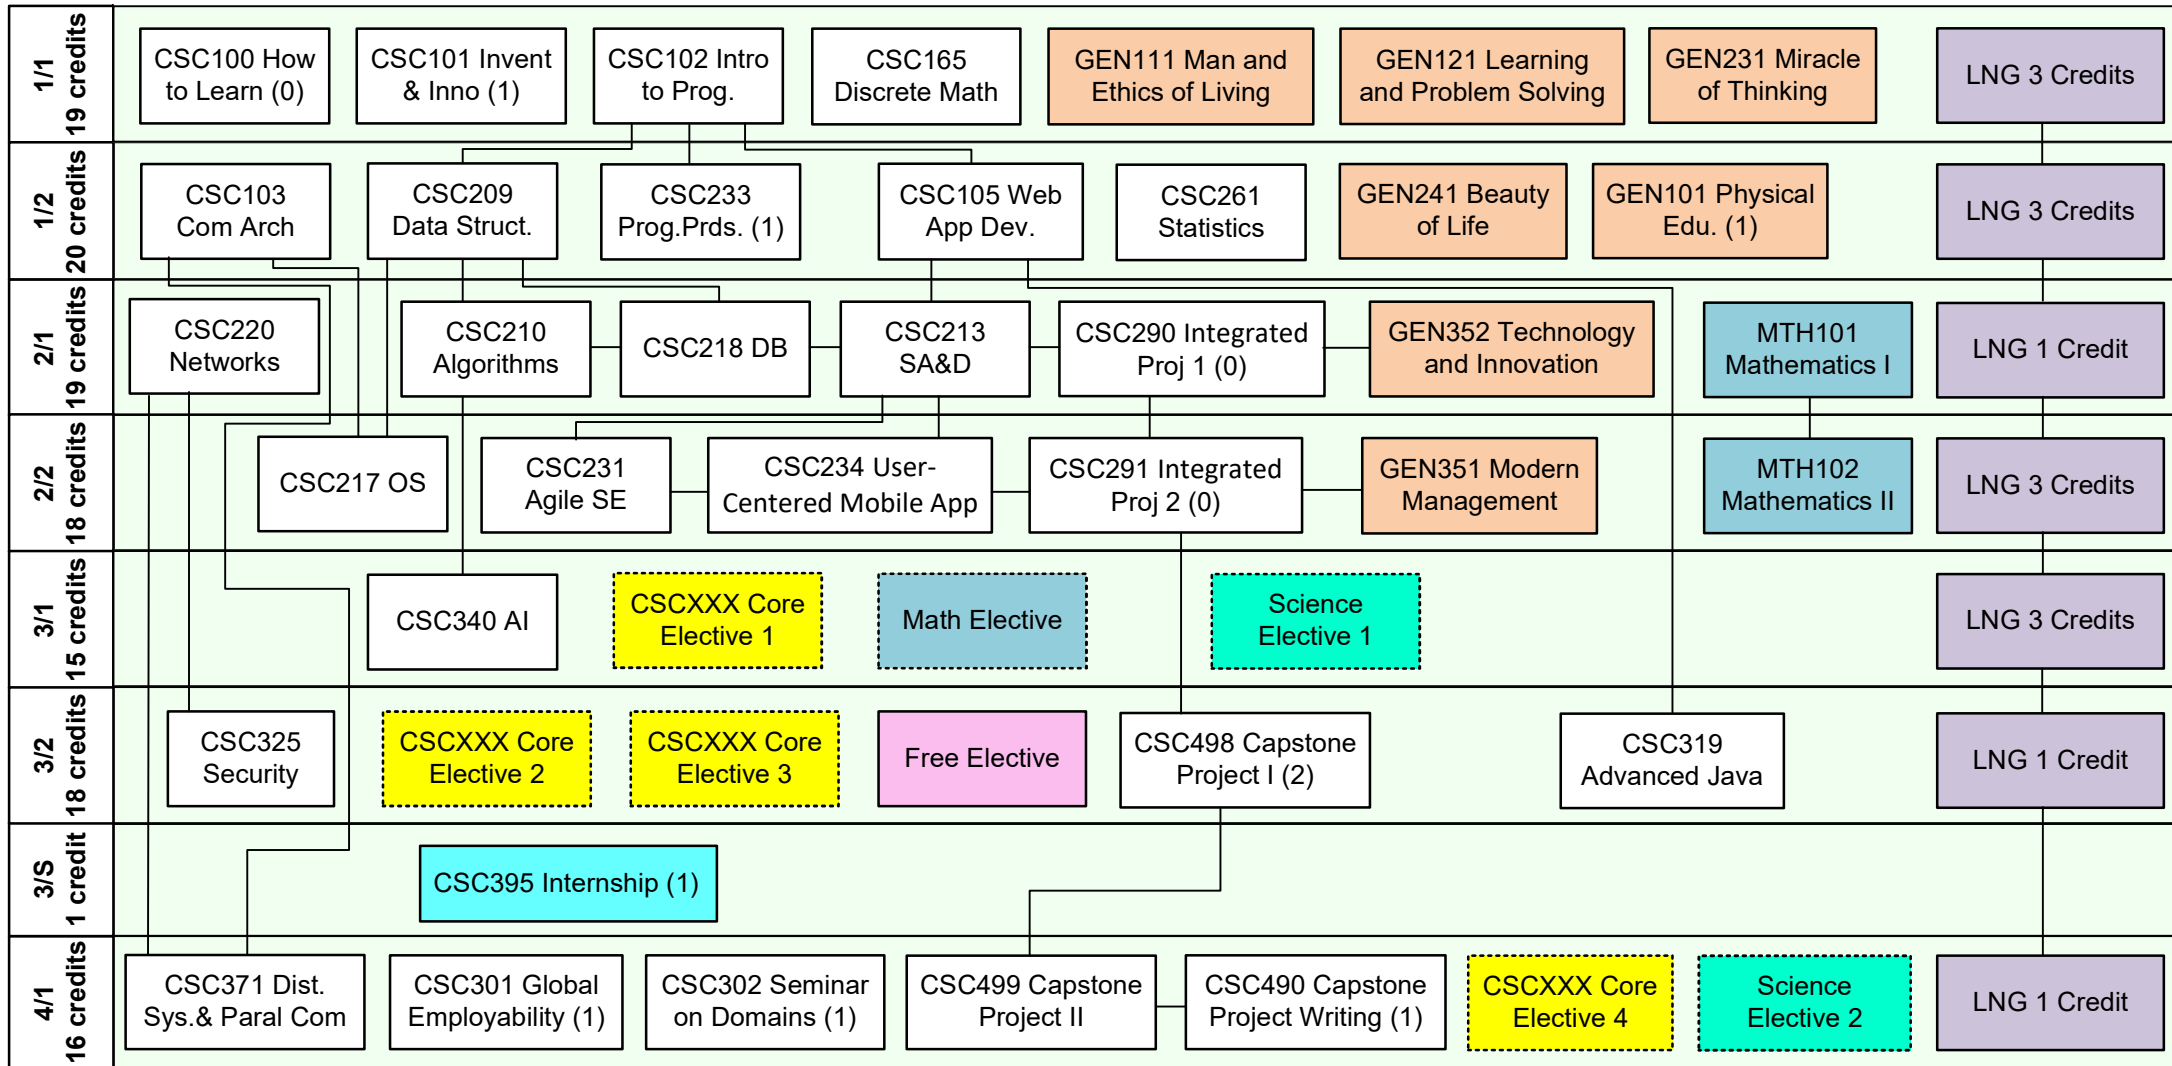 1/1
19 credits
CSC100 How
to Learn (0)
CSC101 Invent
& Inno (1)
CSC102 Intro
to Prog.
CSC165
Discrete Math
GEN111 Man and
Ethics of Living
GEN121 Learning
and Problem Solving
GEN231 Miracle
of Thinking
LNG 3 Credits
1/2
20 credits
CSC103
Com Arch
CSC209
Data Struct.
CSC233
Prog.Prds. (1)
CSC105 Web
App Dev.
CSC261
Statistics
GEN241 Beauty
of Life
GEN101 Physical
Edu. (1)
LNG 3 Credits
2/1
19 credits
CSC220
Networks
CSC210
Algorithms
CSC218 DB
CSC213
SA&D
CSC290 Integrated
Proj 1 (0)
GEN352 Technology
and Innovation
MTH101
Mathematics I
LNG 1 Credit
2/2
18 credits
CSC217 OS
CSC231
Agile SE
CSC234 User-
Centered Mobile App
CSC291 Integrated
Proj 2 (0)
GEN351 Modern
Management
MTH102
Mathematics II
LNG 3 Credits
3/1
15 credits
CSC340 AI
CSCXXX Core
Elective 1
Math Elective
Science
Elective 1
LNG 3 Credits
3/2
18 credits
CSC325
Security
CSCXXX Core
Elective 2
CSCXXX Core
Elective 3
Free Elective
CSC498 Capstone
Project I (2)
CSC319
Advanced Java
LNG 1 Credit
3/S
1 credit
CSC395 Internship (1)
4/1
16 credits
CSC371 Dist.
Sys.& Paral Com
CSC301 Global
Employability (1)
CSC302 Seminar
on Domains (1)
CSC499 Capstone
Project II
CSC490 Capstone
Project Writing (1)
CSCXXX Core
Elective 4
Science
Elective 2
LNG 1 Credit